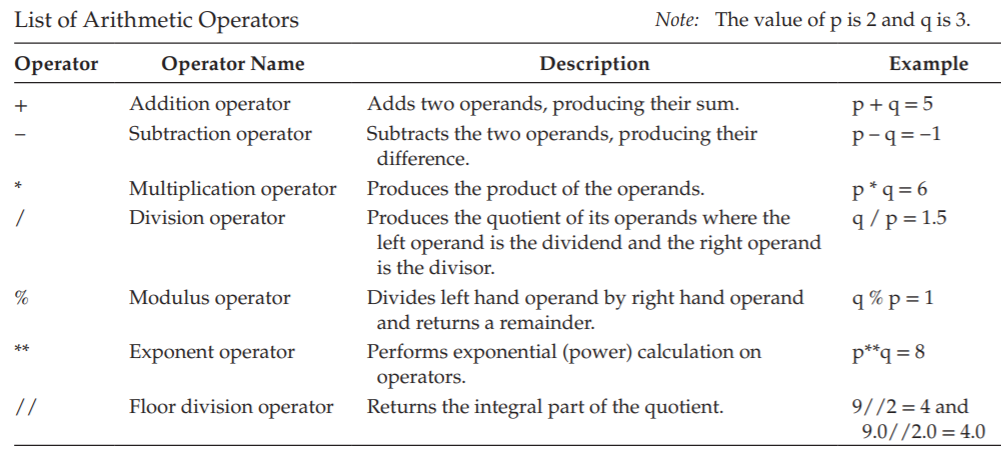 List of Arithmetic Operators Note: The value of p is 2 and q is 3.
Operator Operator Name Description Example
+ Addition operator Adds two operands, producing their sum. p + q = 5
– Subtraction operator Subtracts the two operands, producing their p – q = –1
difference.
* Multiplication operator Produces the product of the operands. p * q = 6
/ Division operator Produces the quotient of its operands where the q / p = 1.5
left operand is the dividend and the right operand
is the divisor.
% Modulus operator Divides left hand operand by right hand operand q % p = 1
and returns a remainder.
** Exponent operator Performs exponential (power) calculation on p**q = 8
operators.
// Floor division operator Returns the integral part of the quotient. 9//2 = 4 and
9.0//2.0 = 4.0